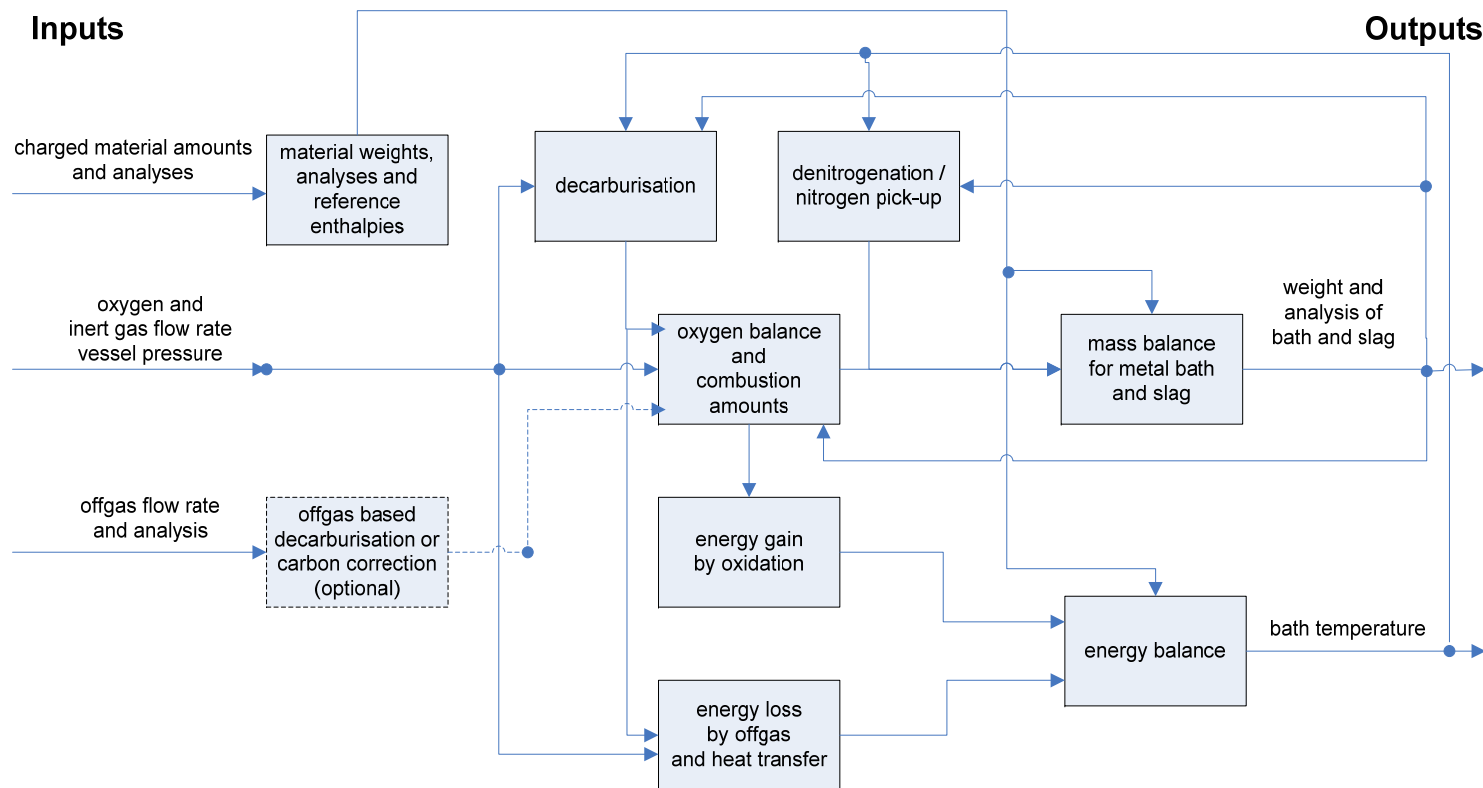 Inputs
Outputs
charged material amounts
and analyses
material weights,
analyses and
reference
enthalpies
decarburisation
denitrogenation /
nitrogen pick-up
oxygen and
inert gas flow rate
vessel pressure
oxygen balance
and
combustion
amounts
mass balance
for metal bath
and slag
weight and
analysis of
bath and slag
offgas flow rate
and analysis
offgas based
decarburisation or
carbon correction
(optional)
energy gain
by oxidation
energy balance
bath temperature
energy loss
by offgas
and heat transfer